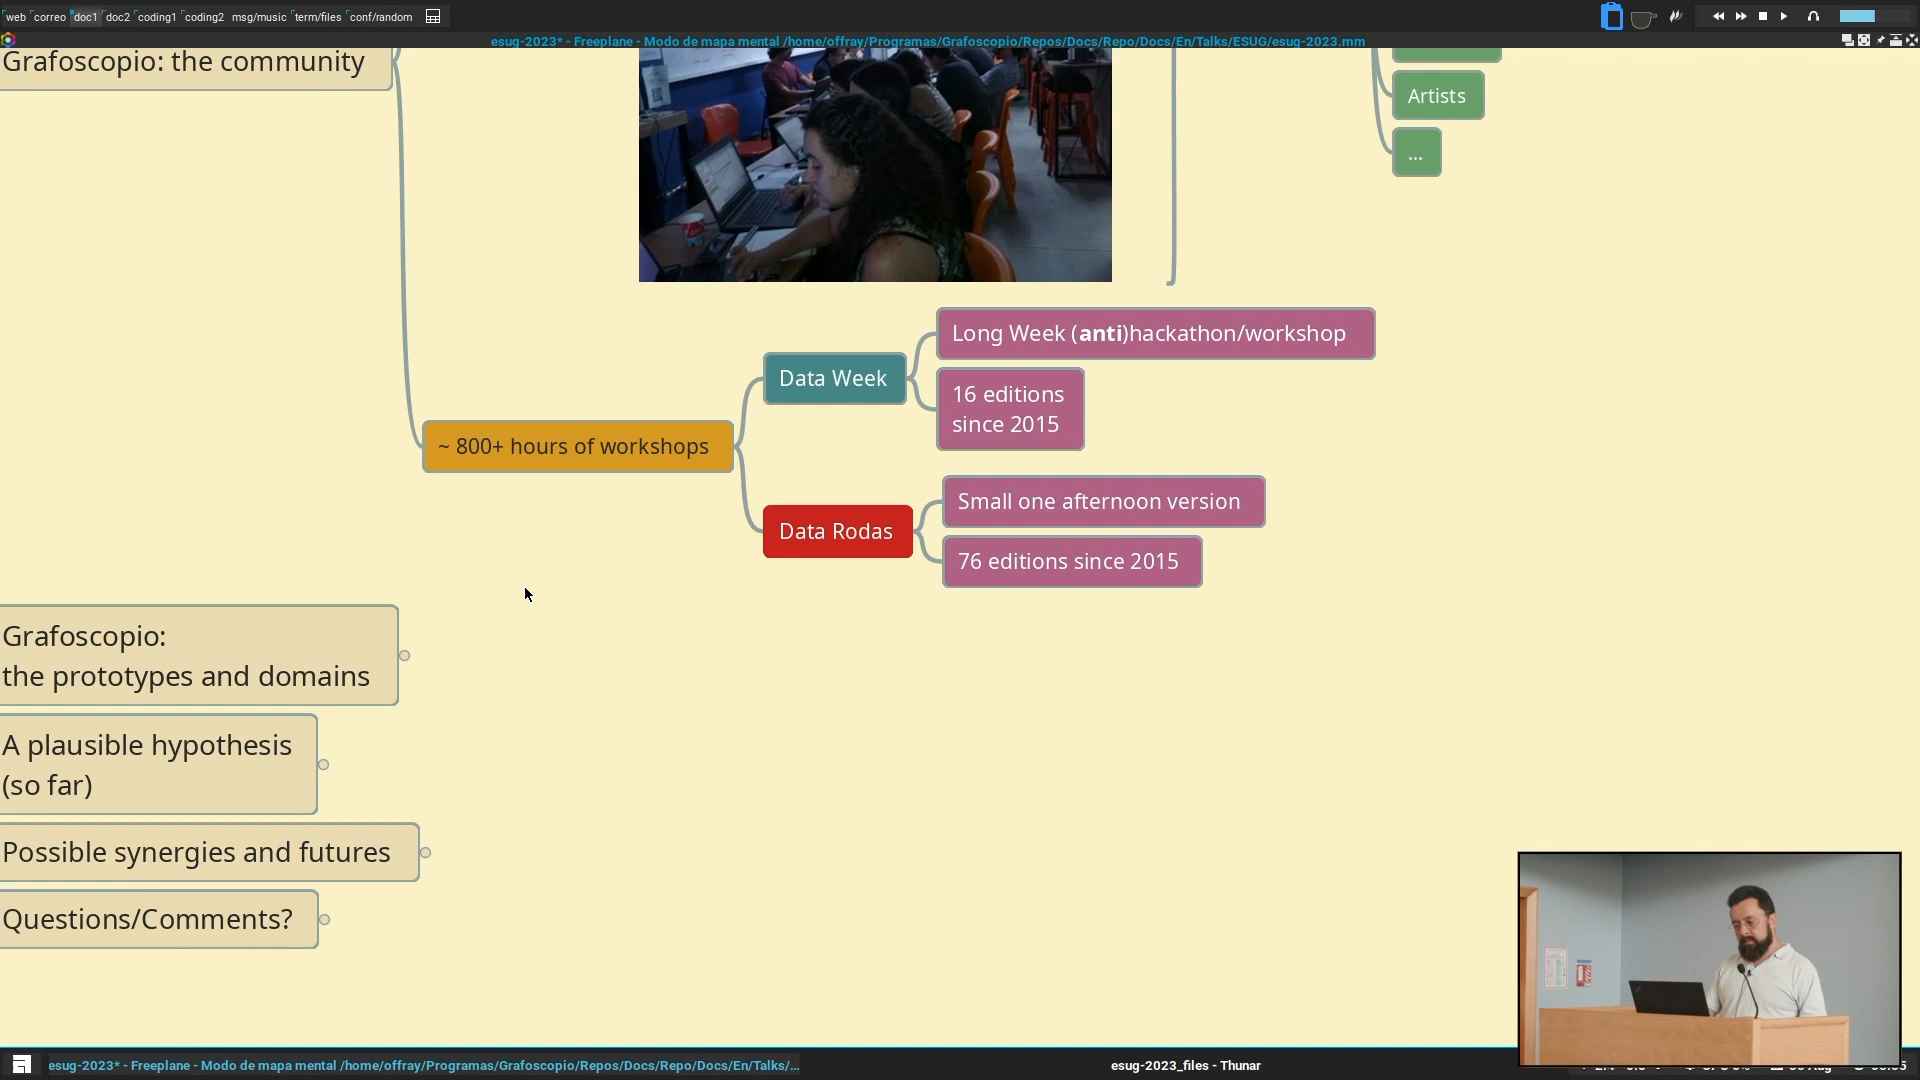 web correo doc1 doc2 coding1 coding2 msg/music term/files conf/random
esug-2023* - Freeplane - Modo de mapa mental /home/offray/Programas/Grafoscopio/Repos/Docs/Repo/Docs/En/Talks/ESUG/esug-2023.mm
Grafoscopio: the community
Artists
...
Long Week (anti)hackathon/workshop
Data Week
16 editions
since 2015
~ 800+ hours of workshops
Small one afternoon version
Data Rodas
76 editions since 2015
Grafoscopio:
the prototypes and domains
A plausible hypothesis
(so far)
Possible synergies and futures
Questions/Comments?
esug-2023* - Freeplane - Modo de mapa mental /home/offray/Programas/Grafoscopio/Repos/Docs/Repo/Docs/En/Talks/...
esug-2023_files - Thunar